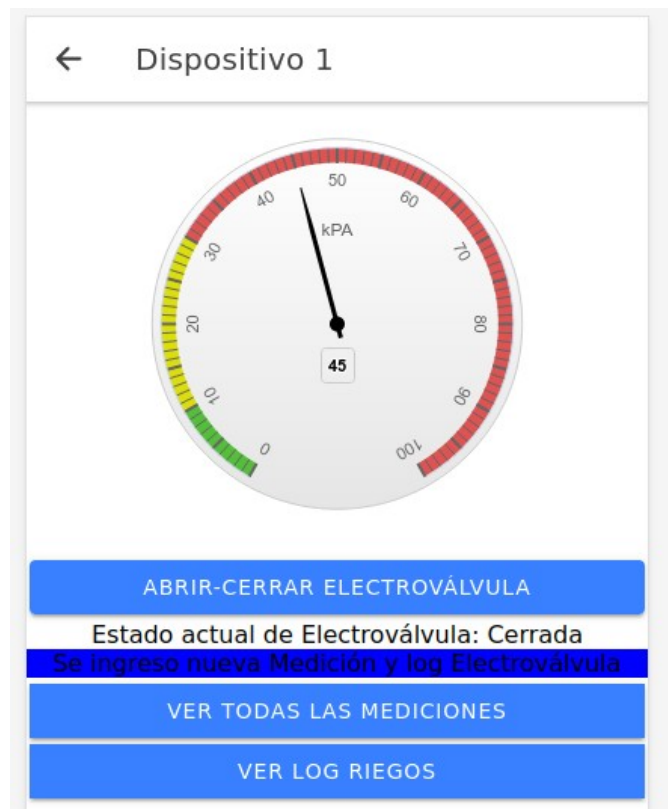 Dispositivo 1
50
40
60
kPA
30
70
20
80
45
10
90
0
100
ABRIR-CERRAR ELECTROVÁLVULA
Estado actual de Electroválvula: Cerrada
Se ingreso nueva Medición y log Electroválvula
VER TODAS LAS MEDICIONES
VER LOG RIEGOS